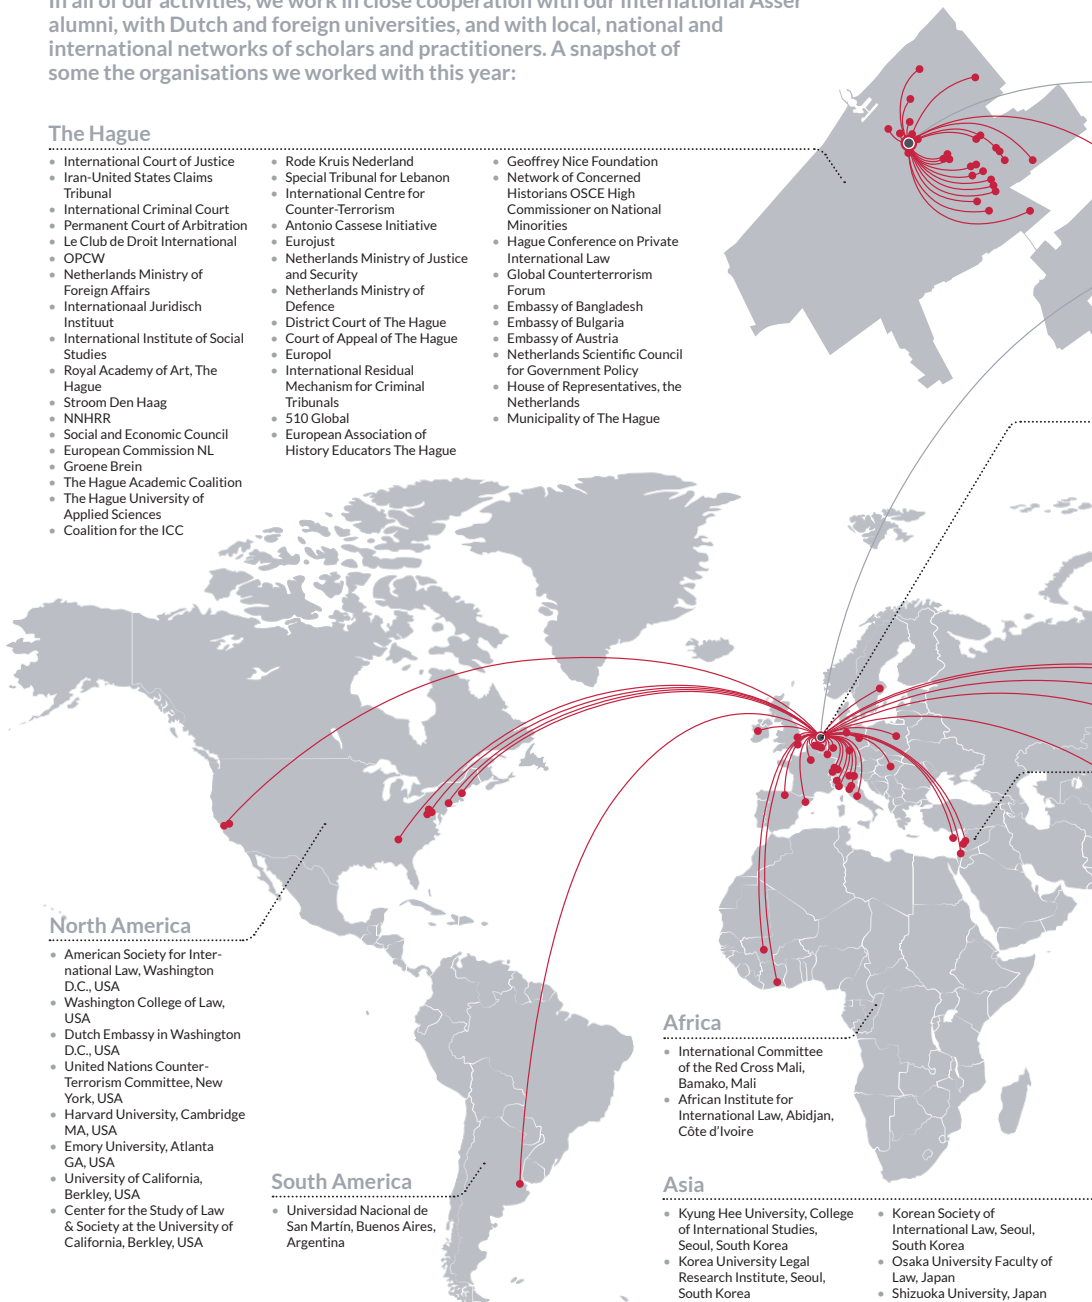 In all of our activities, we work in close cooperation with our international Asser
alumni, with Dutch and foreign universities, and with local, national and
international networks of scholars and practitioners. A snapshot of
some the organisations we worked with this year:
The Hague
International Court of Justice
Iran-United States Claims
Tribunal
International Criminal Court
Permanent Court of Arbitration
Le Club de Droit International
OPCW
Netherlands Ministry of
Foreign Affairs
Internationaal Juridisch
Instituut
International Institute of Social
Studies
Royal Academy of Art, The
Hague
Stroom Den Haag
NNHRR
Social and Economic Council
European Commission NL
Groene Brein
The Hague Academic Coalition
The Hague University of
Applied Sciences
Coalition for the ICC
Rode Kruis Nederland
Special Tribunal for Lebanon
International Centre for
Counter-Terrorism
Antonio Cassese Initiative
Eurojust
Netherlands Ministry of Justice
and Security
Netherlands Ministry of
Defence
District Court of The Hague
Court of Appeal of The Hague
Europol
International Residual
Mechanism for Criminal
Tribunals
510 Global
European Association of
History Educators The Hague
Geoffrey Nice Foundation
Network of Concerned
Historians OSCE High
Commissioner on National
Minorities
Hague Conference on Private
International Law
Global Counterterrorism
Forum
Embassy of Bangladesh
Embassy of Bulgaria
Embassy of Austria
Netherlands Scientific Council
for Government Policy
House of Representatives, the
Netherlands
Municipality of The Hague
North America
American Society for Inter-
national Law, Washington
D.C., USA
Washington College of Law,
USA
Dutch Embassy in Washington
D.C., USA
United Nations Counter-
Terrorism Committee, New
York, USA
Harvard University, Cambridge
MA, USA
Emory University, Atlanta
GA, USA
University of California,
Berkley, USA
Center for the Study of Law
& Society at the University of
California, Berkley, USA
South America
Universidad Nacional de
San Martín, Buenos Aires,
Argentina
Africa
International Committee
of the Red Cross Mali,
Bamako, Mali
African Institute for
International Law, Abidjan,
Côte d'Ivoire
Asia
Kyung Hee University, College
of International Studies,
Seoul, South Korea
Korea University Legal
Research Institute, Seoul,
South Korea
Korean Society of
International Law, Seoul,
South Korea
Osaka University Faculty of
Law, Japan
Shizuoka University, Japan